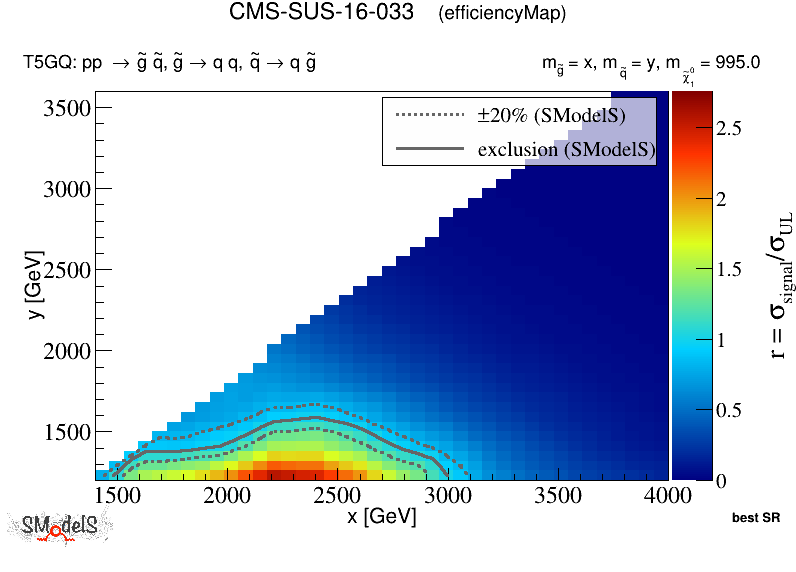 CMS-SUS-16-033 (efficiencyMap)
T5GQ: pp → g̃ q̃, g̃ → q q, q̃ → q g̃
m_g̃ = x, m_q̃ = y, m_χ̃₁⁰ = 995.0
±20% (SModelS)
exclusion (SModelS)
3500
3000
2500
2000
1500
y [GeV]
1500 2000 2500 3000 3500 4000
x [GeV]
2.5
2
1.5
1
0.5
0
r = σ_signal/σ_UL
SModelS
best SR